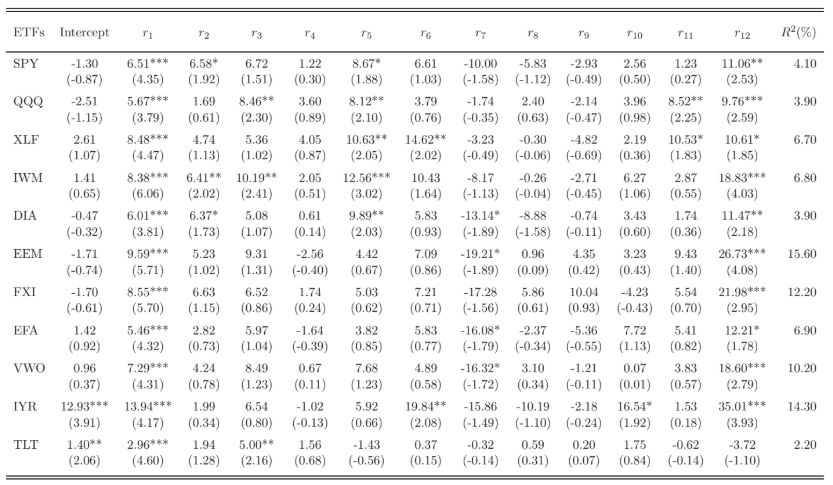 ETFs Intercept r1 r2 r3 r4 r5 r6 r7 r8 r9 r10 r11 r12 R²(%)
SPY -1.30 6.51*** 6.58* 6.72 1.22 8.67* 6.61 -10.00 -5.83 -2.93 2.56 1.23 11.06** 4.10
(-0.87) (4.35) (1.92) (1.51) (0.30) (1.88) (1.03) (-1.58) (-1.12) (-0.49) (0.50) (0.27) (2.53)
QQQ -2.51 5.67*** 1.69 8.46** 3.60 8.12** 3.79 -1.74 2.40 -2.14 3.96 8.52** 9.76*** 3.90
(-1.15) (3.79) (0.61) (2.30) (0.89) (2.10) (0.76) (-0.35) (0.63) (-0.47) (0.98) (2.25) (2.59)
XLF 2.61 8.48*** 4.74 5.36 4.05 10.63** 14.62** -3.23 -0.30 -4.82 2.19 10.53* 10.61* 6.70
(1.07) (4.47) (1.13) (1.02) (0.87) (2.05) (2.02) (-0.49) (-0.06) (-0.69) (0.36) (1.83) (1.85)
IWM 1.41 8.38*** 6.41** 10.19** 2.05 12.56*** 10.43 -8.17 -0.26 -2.71 6.27 2.87 18.83*** 6.80
(0.65) (6.06) (2.02) (2.41) (0.51) (3.02) (1.64) (-1.13) (-0.04) (-0.45) (1.06) (0.55) (4.03)
DIA -0.47 6.01*** 6.37* 5.08 0.61 9.89** 5.83 -13.14* -8.88 -0.74 3.43 1.74 11.47** 3.90
(-0.32) (3.81) (1.73) (1.07) (0.14) (2.03) (0.93) (-1.89) (-1.58) (-0.11) (0.60) (0.36) (2.18)
EEM -1.71 9.59*** 5.23 9.31 -2.56 4.42 7.09 -19.21* 0.96 4.35 3.23 9.43 26.73*** 15.60
(-0.74) (5.71) (1.02) (1.31) (-0.40) (0.67) (0.86) (-1.89) (0.09) (0.42) (0.43) (1.40) (4.08)
FXI -1.70 8.55*** 6.63 6.52 1.74 5.03 7.21 -17.28 5.86 10.04 -4.23 5.54 21.98*** 12.20
(-0.61) (5.70) (1.15) (0.86) (0.24) (0.62) (0.71) (-1.56) (0.61) (0.93) (-0.43) (0.70) (2.95)
EFA 1.42 5.46*** 2.82 5.97 -1.64 3.82 5.83 -16.08* -2.37 -5.36 7.72 5.41 12.21* 6.90
(0.92) (4.32) (0.73) (1.04) (-0.39) (0.85) (0.77) (-1.79) (-0.34) (-0.55) (1.13) (0.82) (1.78)
VWO 0.96 7.29*** 4.24 8.49 0.67 7.68 4.89 -16.32* 3.10 -1.21 0.07 3.83 18.60*** 10.20
(0.37) (4.31) (0.78) (1.23) (0.11) (1.23) (0.58) (-1.72) (0.34) (-0.11) (0.01) (0.57) (2.79)
IYR 12.93*** 13.94*** 1.99 6.54 -1.02 5.92 19.84** -15.86 -10.19 -2.18 16.54* 1.53 35.01*** 14.30
(3.91) (4.17) (0.34) (0.80) (-0.13) (0.66) (2.08) (-1.49) (-1.10) (-0.24) (1.92) (0.18) (3.93)
TLT 1.40** 2.96*** 1.94 5.00** 1.56 -1.43 0.37 -0.32 0.59 0.20 1.75 -0.62 -3.72 2.20
(2.06) (4.60) (1.28) (2.16) (0.68) (-0.56) (0.15) (-0.14) (0.31) (0.07) (0.84) (-0.14) (-1.10)